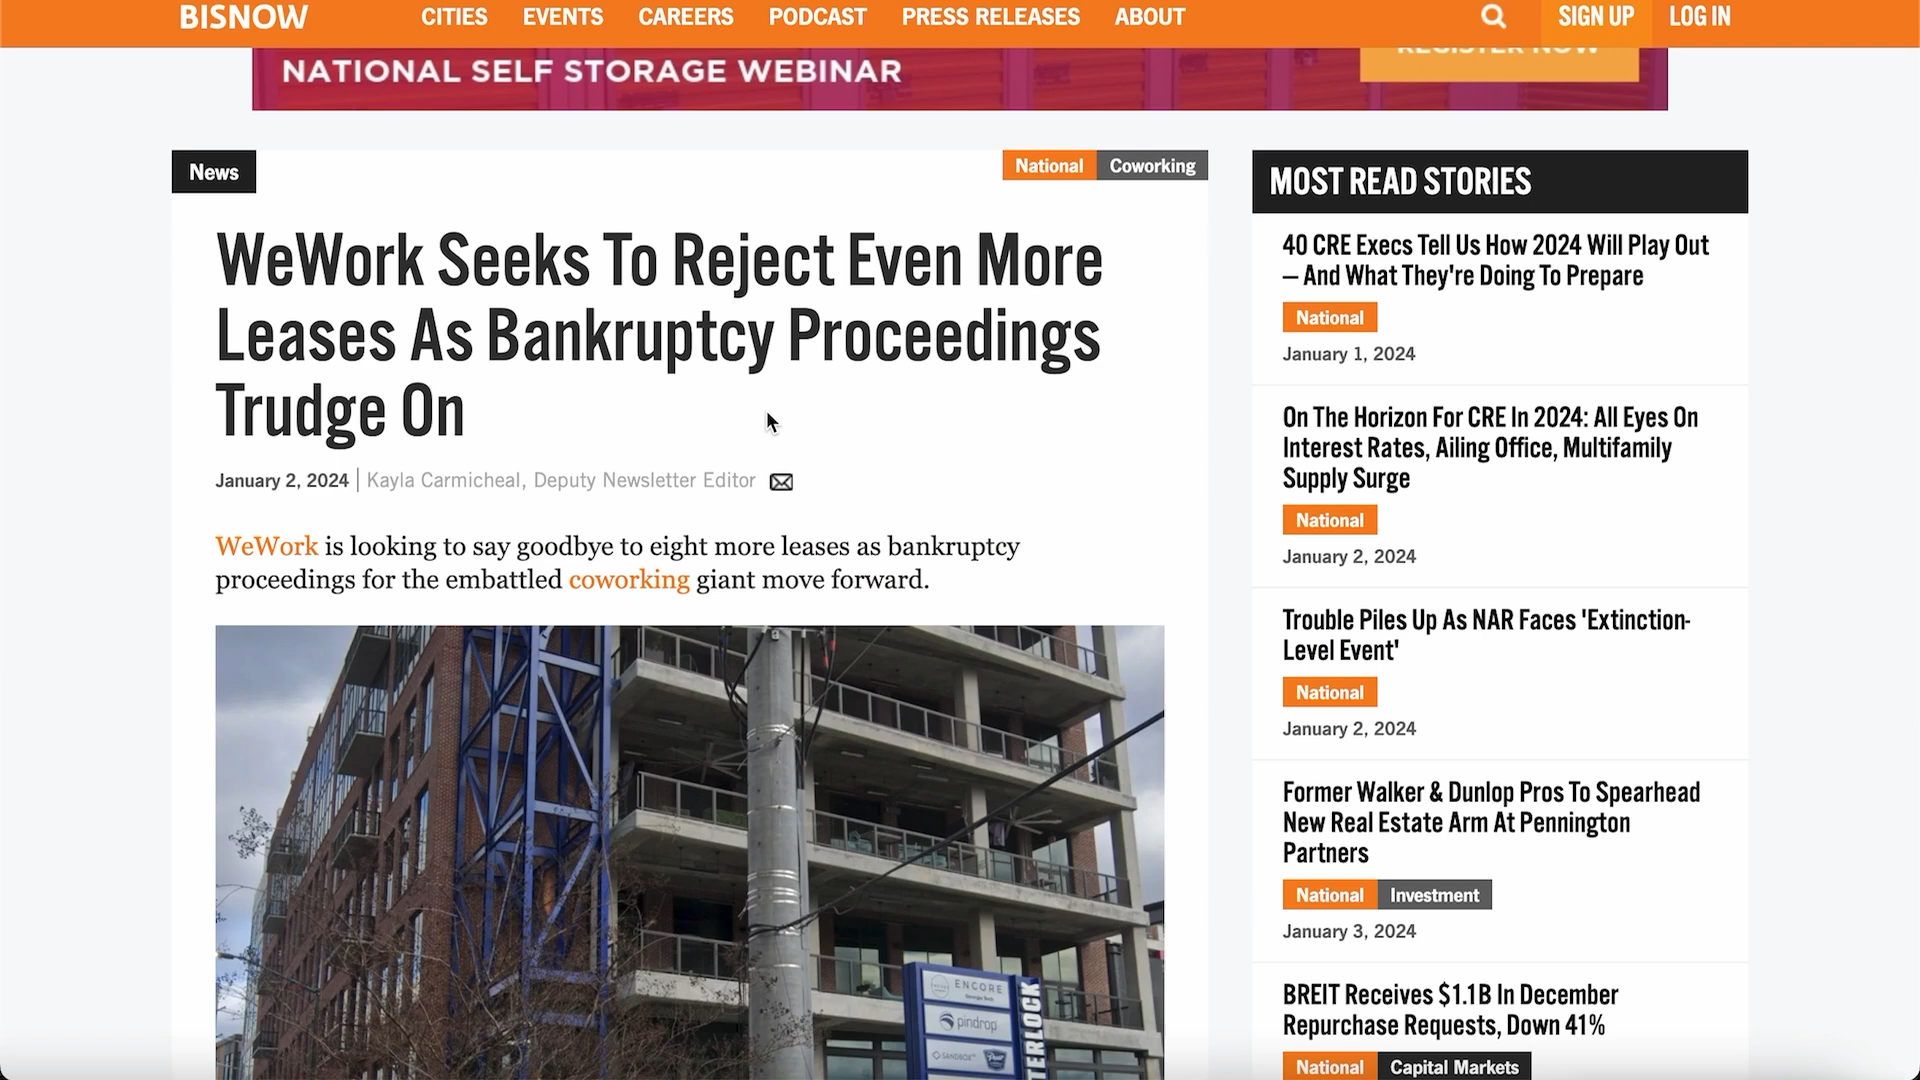 BISNOW
CITIES EVENTS CAREERS PODCAST PRESS RELEASES ABOUT
SIGN UP LOG IN
NATIONAL SELF STORAGE WEBINAR
REGISTER NOW
News
National Coworking
WeWork Seeks To Reject Even More
Leases As Bankruptcy Proceedings
Trudge On
January 2, 2024 | Kayla Carmicheal, Deputy Newsletter Editor
WeWork is looking to say goodbye to eight more leases as bankruptcy
proceedings for the embattled coworking giant move forward.
ENCORE
pindrop
SANDBOX
TERLOCK
MOST READ STORIES
40 CRE Execs Tell Us How 2024 Will Play Out
— And What They're Doing To Prepare
National
January 1, 2024
On The Horizon For CRE In 2024: All Eyes On
Interest Rates, Ailing Office, Multifamily
Supply Surge
National
January 2, 2024
Trouble Piles Up As NAR Faces 'Extinction-
Level Event'
National
January 2, 2024
Former Walker & Dunlop Pros To Spearhead
New Real Estate Arm At Pennington
Partners
National Investment
January 3, 2024
BREIT Receives $1.1B In December
Repurchase Requests, Down 41%
National Capital Markets